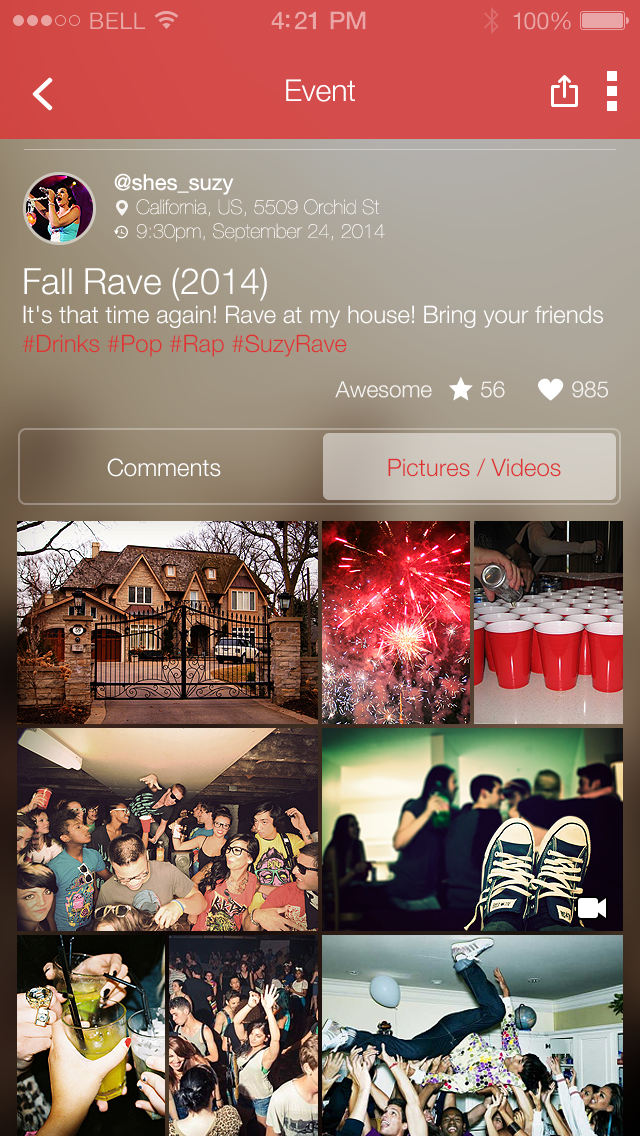 BELL 4:21 PM 100%
Event
@shes_suzy
California, US, 5509 Orchid St
9:30pm, September 24, 2014
Fall Rave (2014)
It's that time again! Rave at my house! Bring your friends
#Drinks #Pop #Rap #SuzyRave
Awesome 56 985
Comments Pictures / Videos